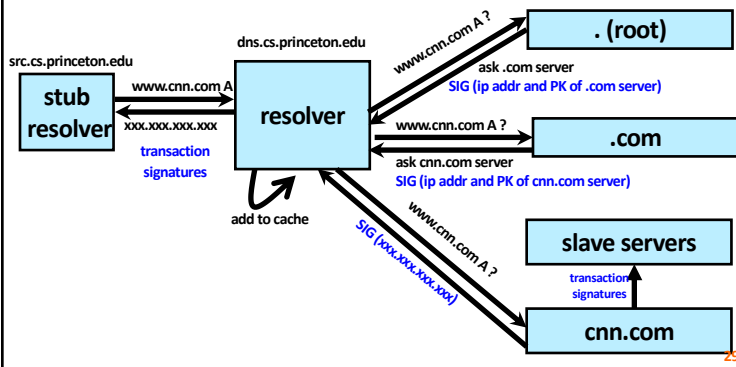 dns.cs.princeton.edu
src.cs.princeton.edu
stub
resolver
www.cnn.com A
xxx.xxx.xxx.xxx
transaction
signatures
resolver
add to cache
www.cnn.com A ?
. (root)
ask .com server
SIG (ip addr and PK of .com server)
www.cnn.com A ?
.com
ask cnn.com server
SIG (ip addr and PK of cnn.com server)
www.cnn.com A ?
SIG (xxx.xxx.xxx.xxx)
slave servers
transaction
signatures
cnn.com
29